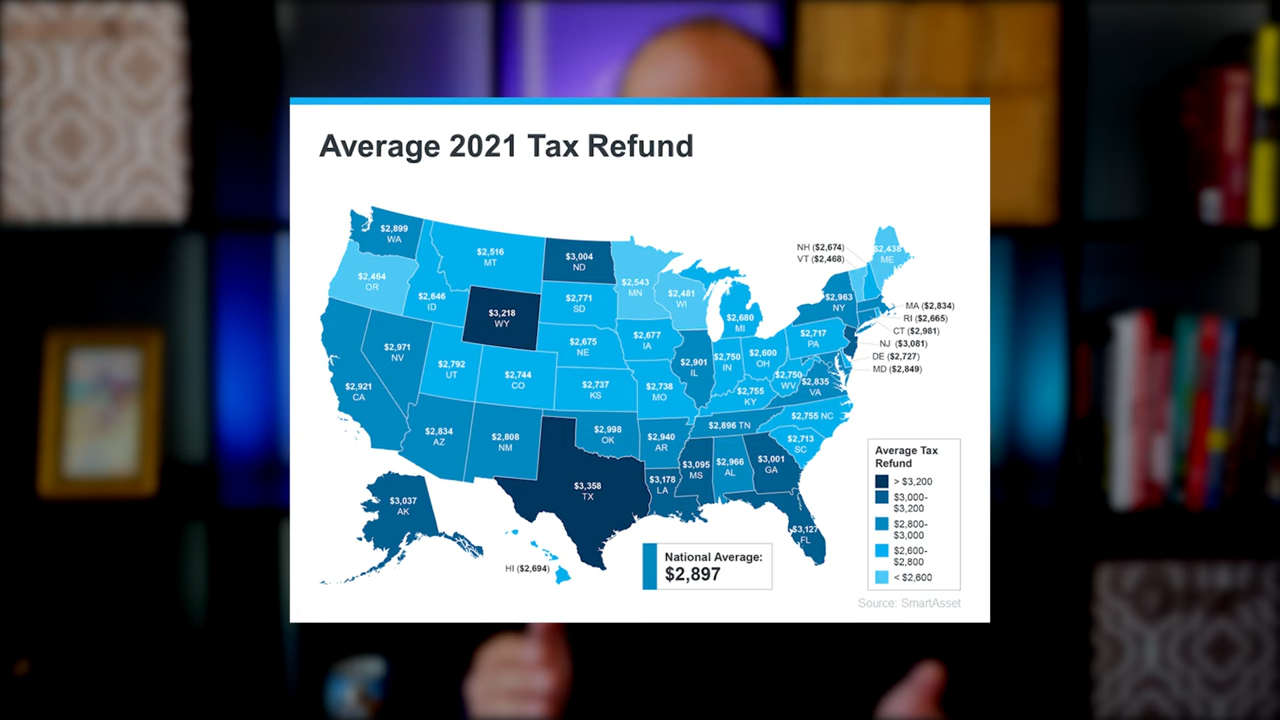 Average 2021 Tax Refund
$2,899
WA
$2,464
OR
$2,646
ID
$2,516
MT
$3,004
ND
$2,543
MN
$2,481
WI
$2,680
MI
NH ($2,674)
VT ($2,468)
$2,438
ME
$2,963
NY
MA ($2,834)
RI ($2,665)
CT ($2,981)
NJ ($3,081)
DE ($2,727)
MD ($2,849)
$3,218
WY
$2,771
SD
$2,677
IA
$2,717
PA
$2,971
NV
$2,792
UT
$2,744
CO
$2,675
NE
$2,901
IL
$2,750
IN
$2,600
OH
$2,750
WV
$2,835
VA
$2,921
CA
$2,737
KS
$2,738
MO
$2,755
KY
$2,755 NC
$2,834
AZ
$2,808
NM
$2,998
OK
$2,940
AR
$2,896 TN
$2,713
SC
$3,358
TX
$3,178
LA
$3,095
MS
$2,966
AL
$3,001
GA
$3,127
FL
$3,037
AK
HI ($2,694)
National Average:
$2,897
Average Tax
Refund
> $3,200
$3,000-
$3,200
$2,800-
$3,000
$2,600-
$2,800
< $2,600
Source: SmartAsset